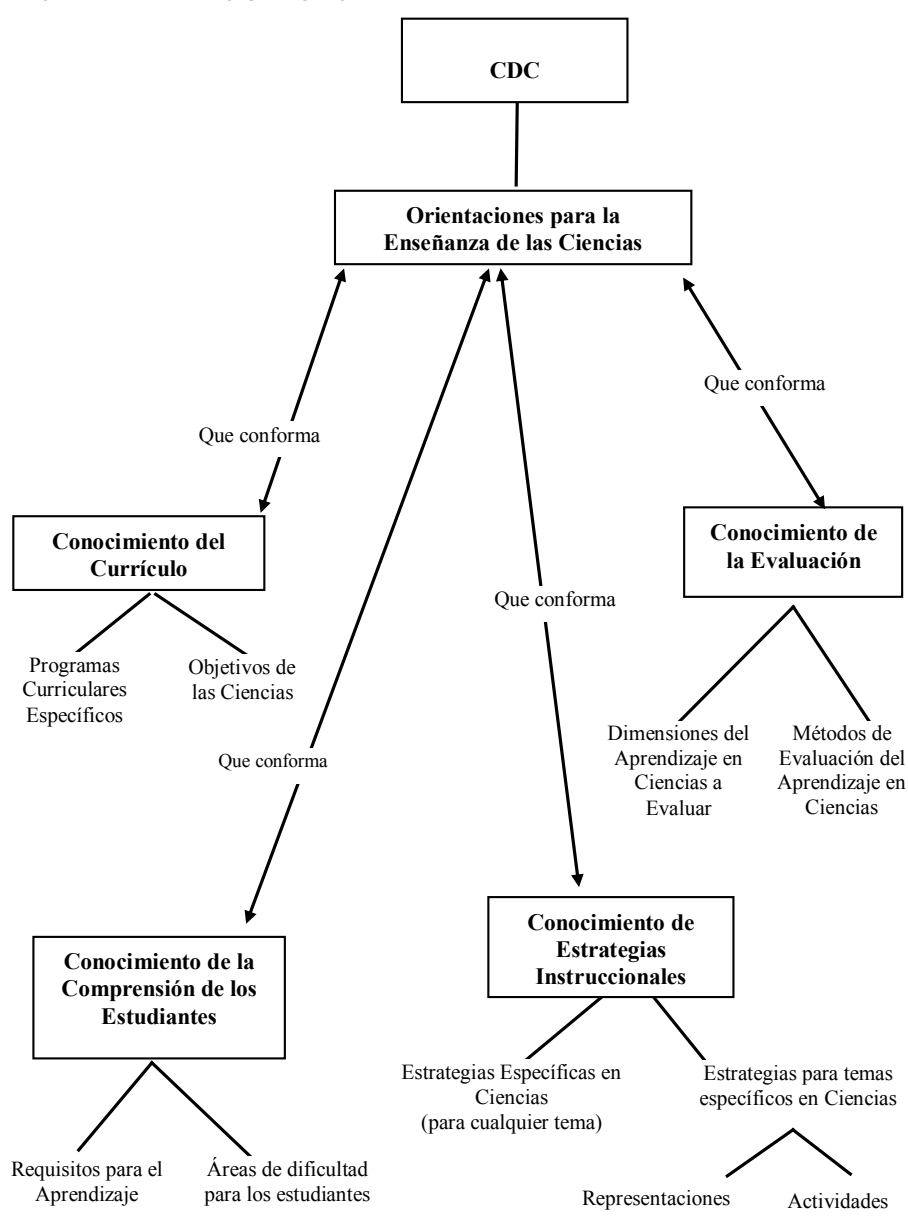 CDC
Orientaciones para la
Enseñanza de las Ciencias
Que conforma
Que conforma
Conocimiento del
Currículo
Conocimiento de
la Evaluación
Que conforma
Programas
Curriculares
Específicos
Objetivos de
las Ciencias
Que conforma
Dimensiones del
Aprendizaje en
Ciencias a
Evaluar
Métodos de
Evaluación del
Aprendizaje en
Ciencias
Conocimiento de la
Comprensión de los
Estudiantes
Conocimiento de
Estrategias
Instruccionales
Estrategias Específicas en
Ciencias
(para cualquier tema)
Estrategias para temas
específicos en Ciencias
Requisitos para el
Aprendizaje
Áreas de dificultad
para los estudiantes
Representaciones
Actividades